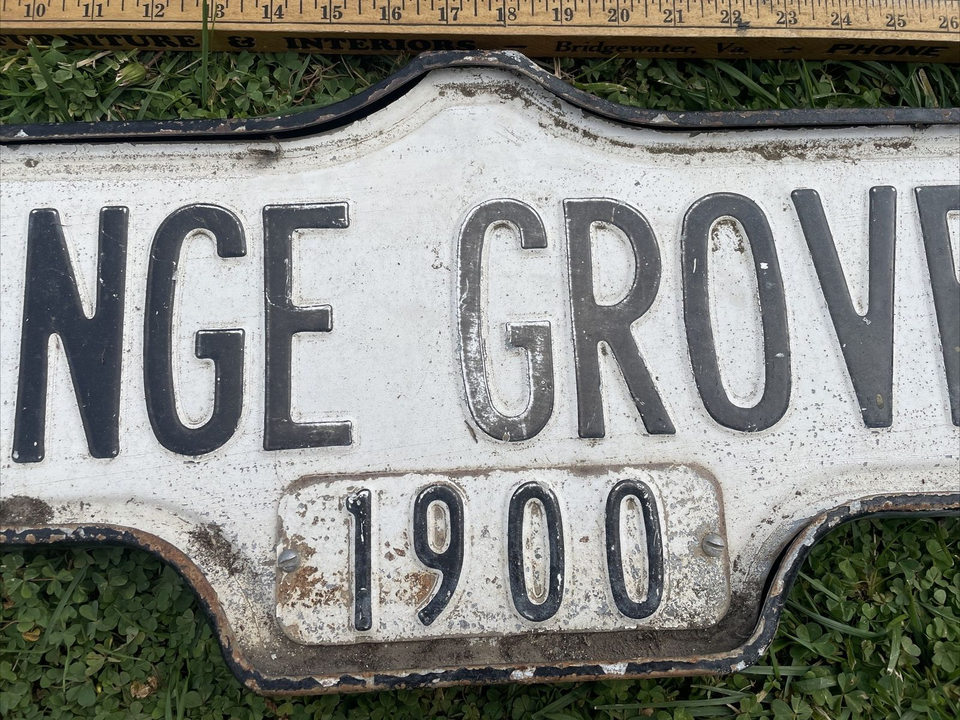 10 11 12 13 14 15 16 17 18 19 20 21 22 23 24 25 26
& INTERIORS Bridgewater, Va. ÷ PHONE
NGE GROVE
1900